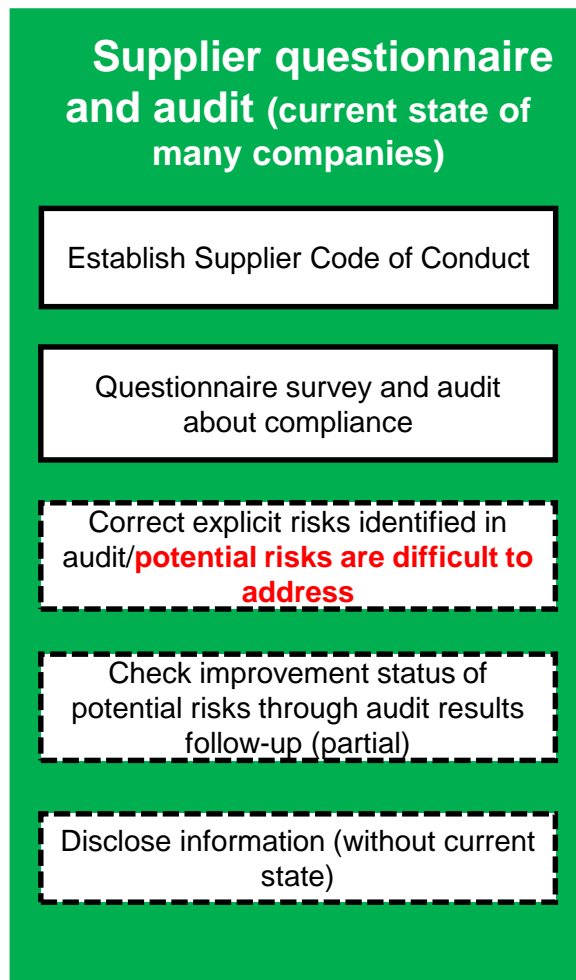 Supplier questionnaire
and audit (current state of
many companies)
Establish Supplier Code of Conduct
Questionnaire survey and audit
about compliance
Correct explicit risks identified in
audit/potential risks are difficult to
address
Check improvement status of
potential risks through audit results
follow-up (partial)
Disclose information (without current
state)